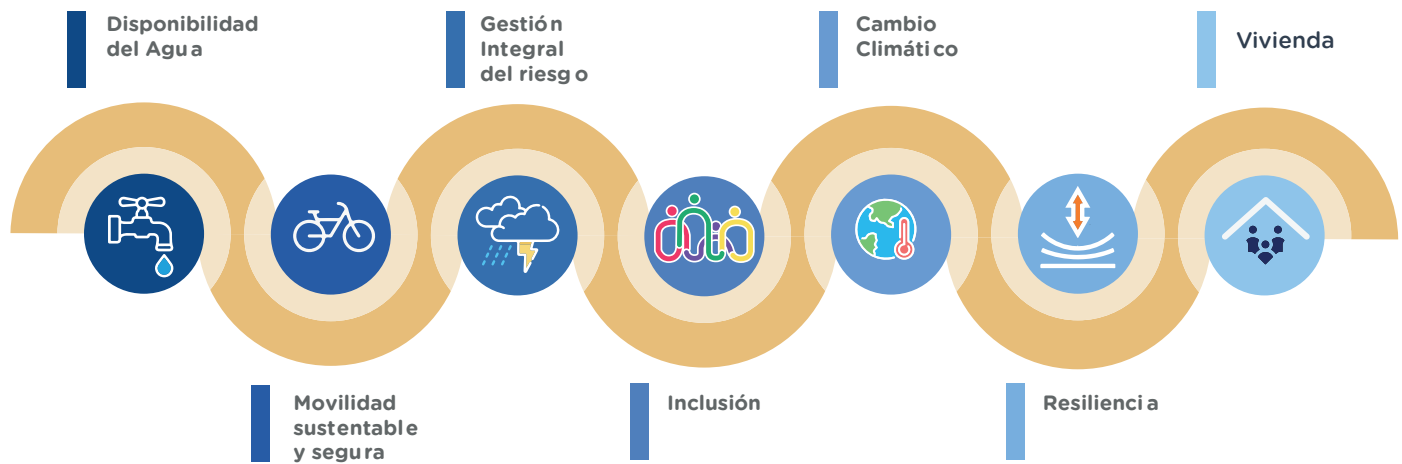 Disponibilidad
del Agua
Gestión
Integral
del riesgo
Cambio
Climático
Vivienda
Movilidad
sustentable
y segura
Inclusión
Resiliencia